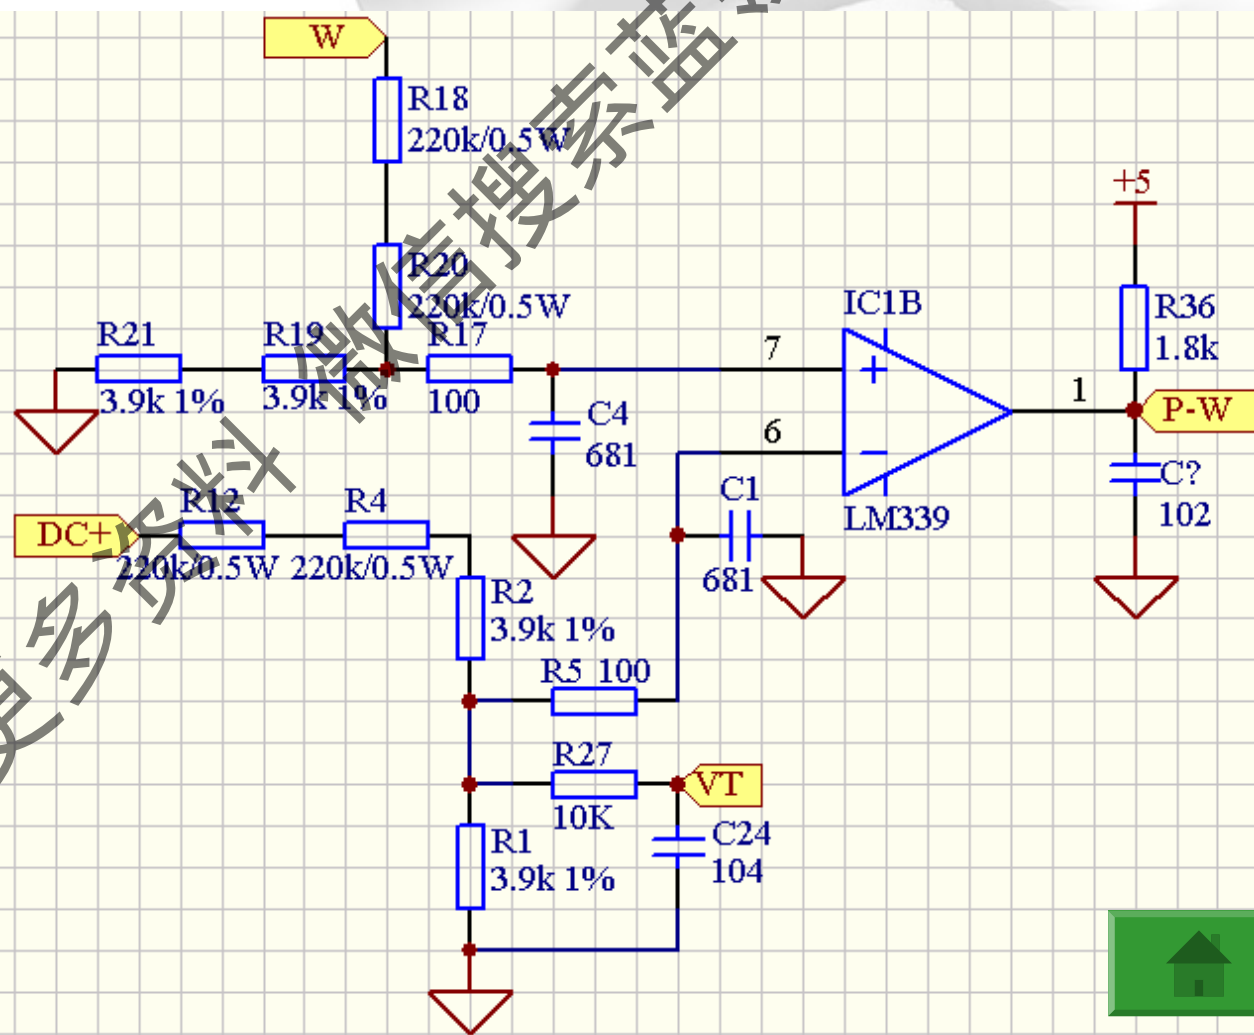 W
R18
220k/0.5W
R20
220k/0.5W
R21
R19
R17
3.9k 1%
3.9k 1%
100
C4
681
7
6
IC1B
+
−
LM339
1
+5
R36
1.8k
P-W
C?
102
C1
681
DC+
R12
R4
220k/0.5W
220k/0.5W
R2
3.9k 1%
R5 100
R27
10K
VT
R1
3.9k 1%
C24
104
更多资料 微信搜索蓝